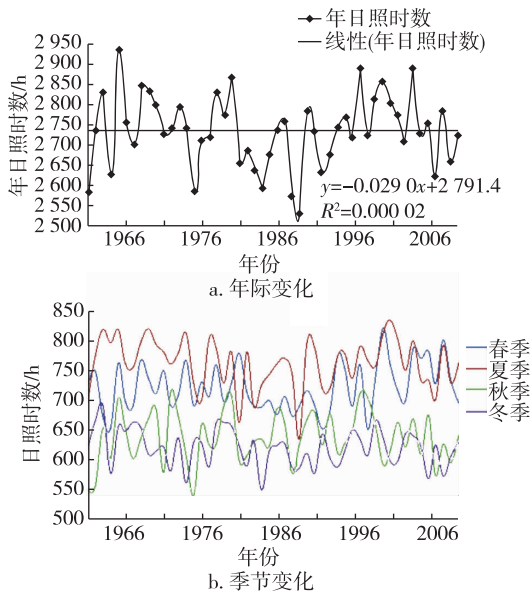 年日照时数
线性(年日照时数)
年日照时数/h
2 950
2 900
2 850
2 800
2 750
2 700
2 650
2 600
2 550
2 500
y=−0.029 0x+2 791.4
R²=0.000 02
1966 1976 1986 1996 2006
年份
a. 年际变化
日照时数/h
850
800
750
700
650
600
550
500
春季
夏季
秋季
冬季
1966 1976 1986 1996 2006
年份
b. 季节变化